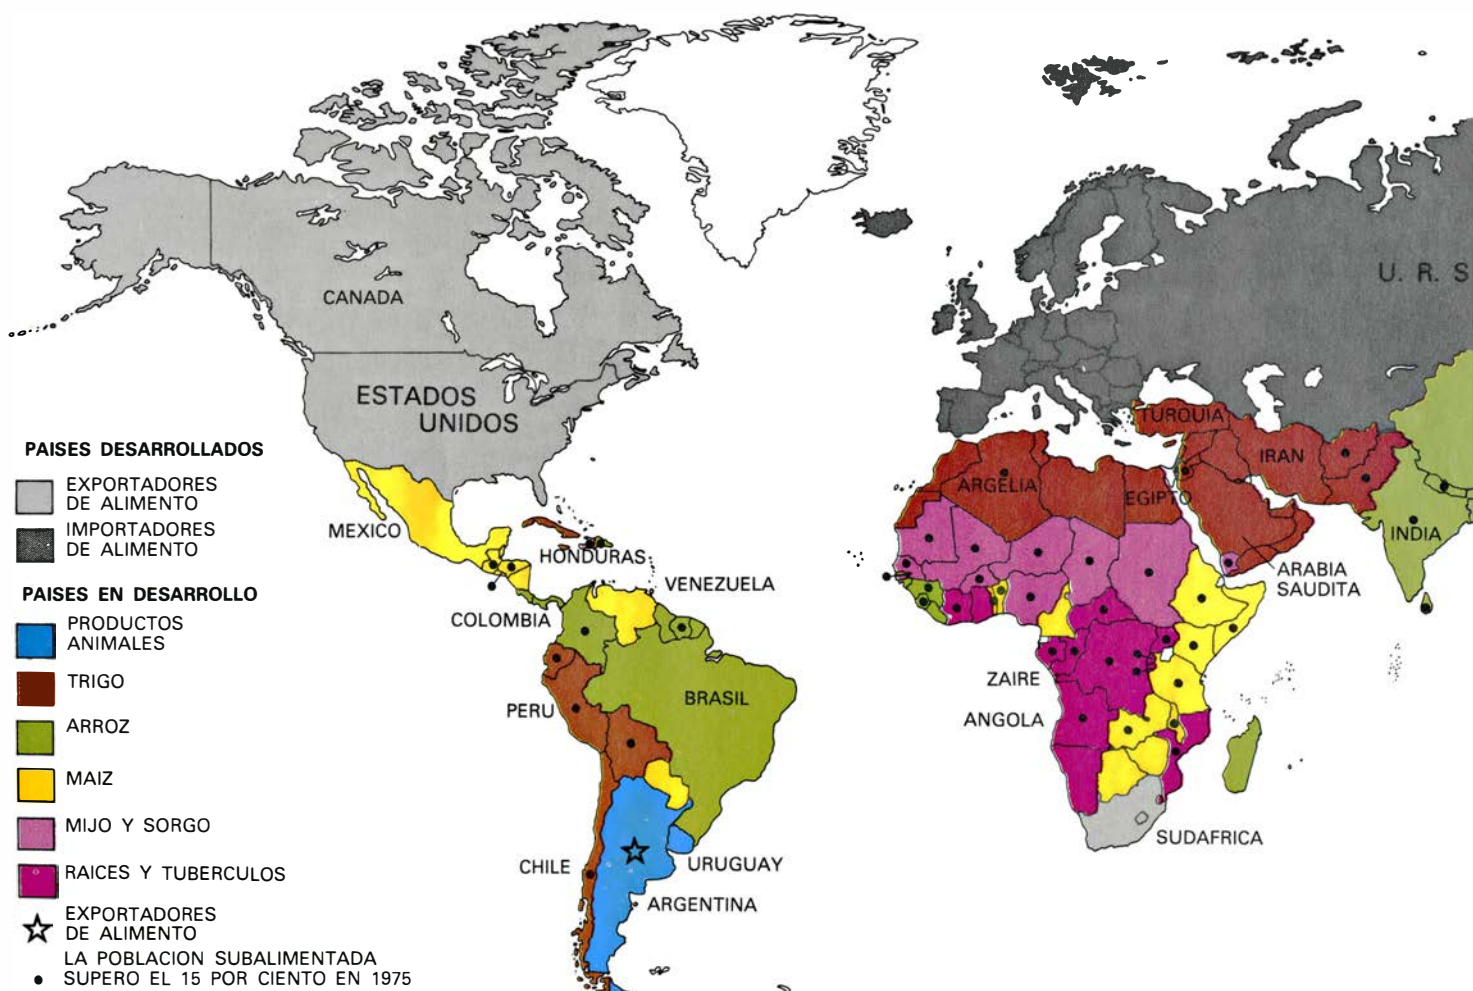 CANADA
ESTADOS
UNIDOS
U. R. S
PAISES DESARROLLADOS
EXPORTADORES
DE ALIMENTO
IMPORTADORES
DE ALIMENTO
PAISES EN DESARROLLO
PRODUCTOS
ANIMALES
TRIGO
ARROZ
MAIZ
MIJO Y SORGO
RAICES Y TUBERCULOS
EXPORTADORES
DE ALIMENTO
LA POBLACION SUBALIMENTADA
SUPERO EL 15 POR CIENTO EN 1975
MEXICO
HONDURAS
VENEZUELA
COLOMBIA
PERU
BRASIL
CHILE
URUGUAY
ARGENTINA
TURQUIA
ARGELIA
EGIPTO
IRAN
INDIA
ARABIA
SAUDITA
ZAIRE
ANGOLA
SUDAFRICA